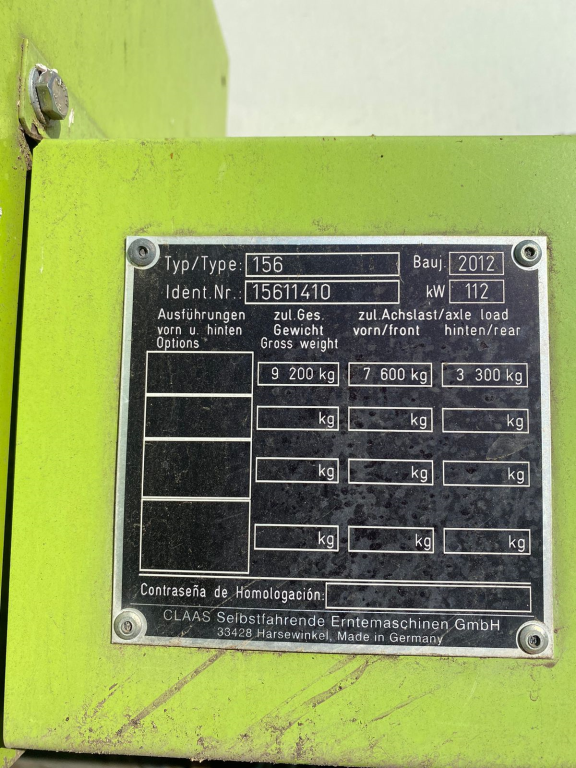 Typ/Type: 156 Bauj. 2012
Ident.Nr.: 15611410 kW 112
Ausführungen zul.Ges. zul.Achslast/axle load
vorn u. hinten Gewicht vorn/front hinten/rear
Options Gross weight
9 200 kg 7 600 kg 3 300 kg
kg kg kg
kg kg kg
kg kg kg
Contraseña de Homologación:
CLAAS Selbstfahrende Erntemaschinen GmbH
33428 Harsewinkel, Made in Germany